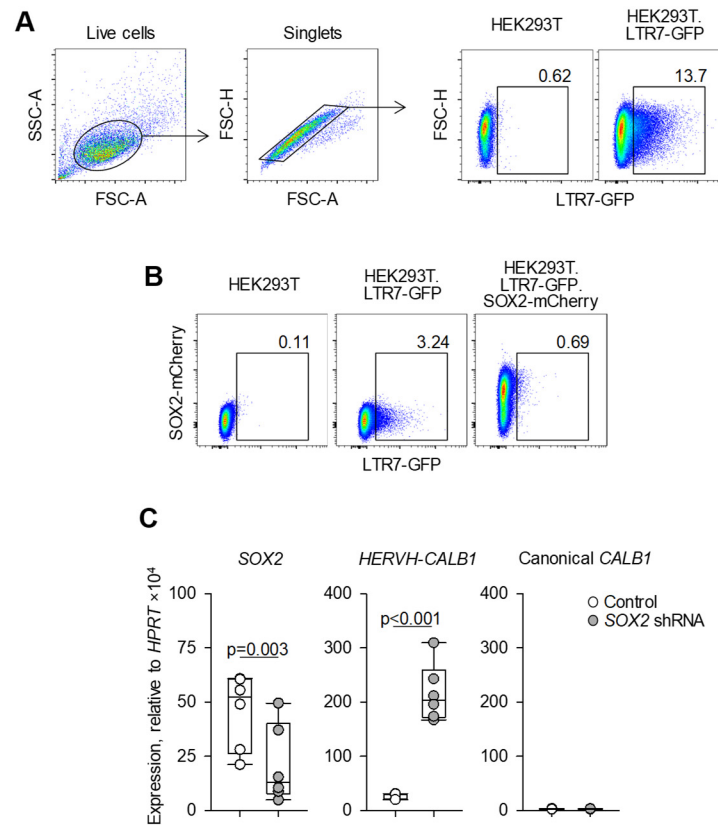 A
Live cells
Singlets
HEK293T
HEK293T.
LTR7-GFP
SSC-A
FSC-A
FSC-H
FSC-A
FSC-H
0.62
13.7
LTR7-GFP
B
HEK293T
HEK293T.
LTR7-GFP
HEK293T.
LTR7-GFP.
SOX2-mCherry
SOX2-mCherry
0.11
3.24
0.69
LTR7-GFP
C
SOX2
HERVH-CALB1
Canonical CALB1
Expression, relative to HPRT ×10⁴
100
75
50
25
0
p=0.003
400
300
200
100
0
p<0.001
400
300
200
100
0
Control
SOX2 shRNA